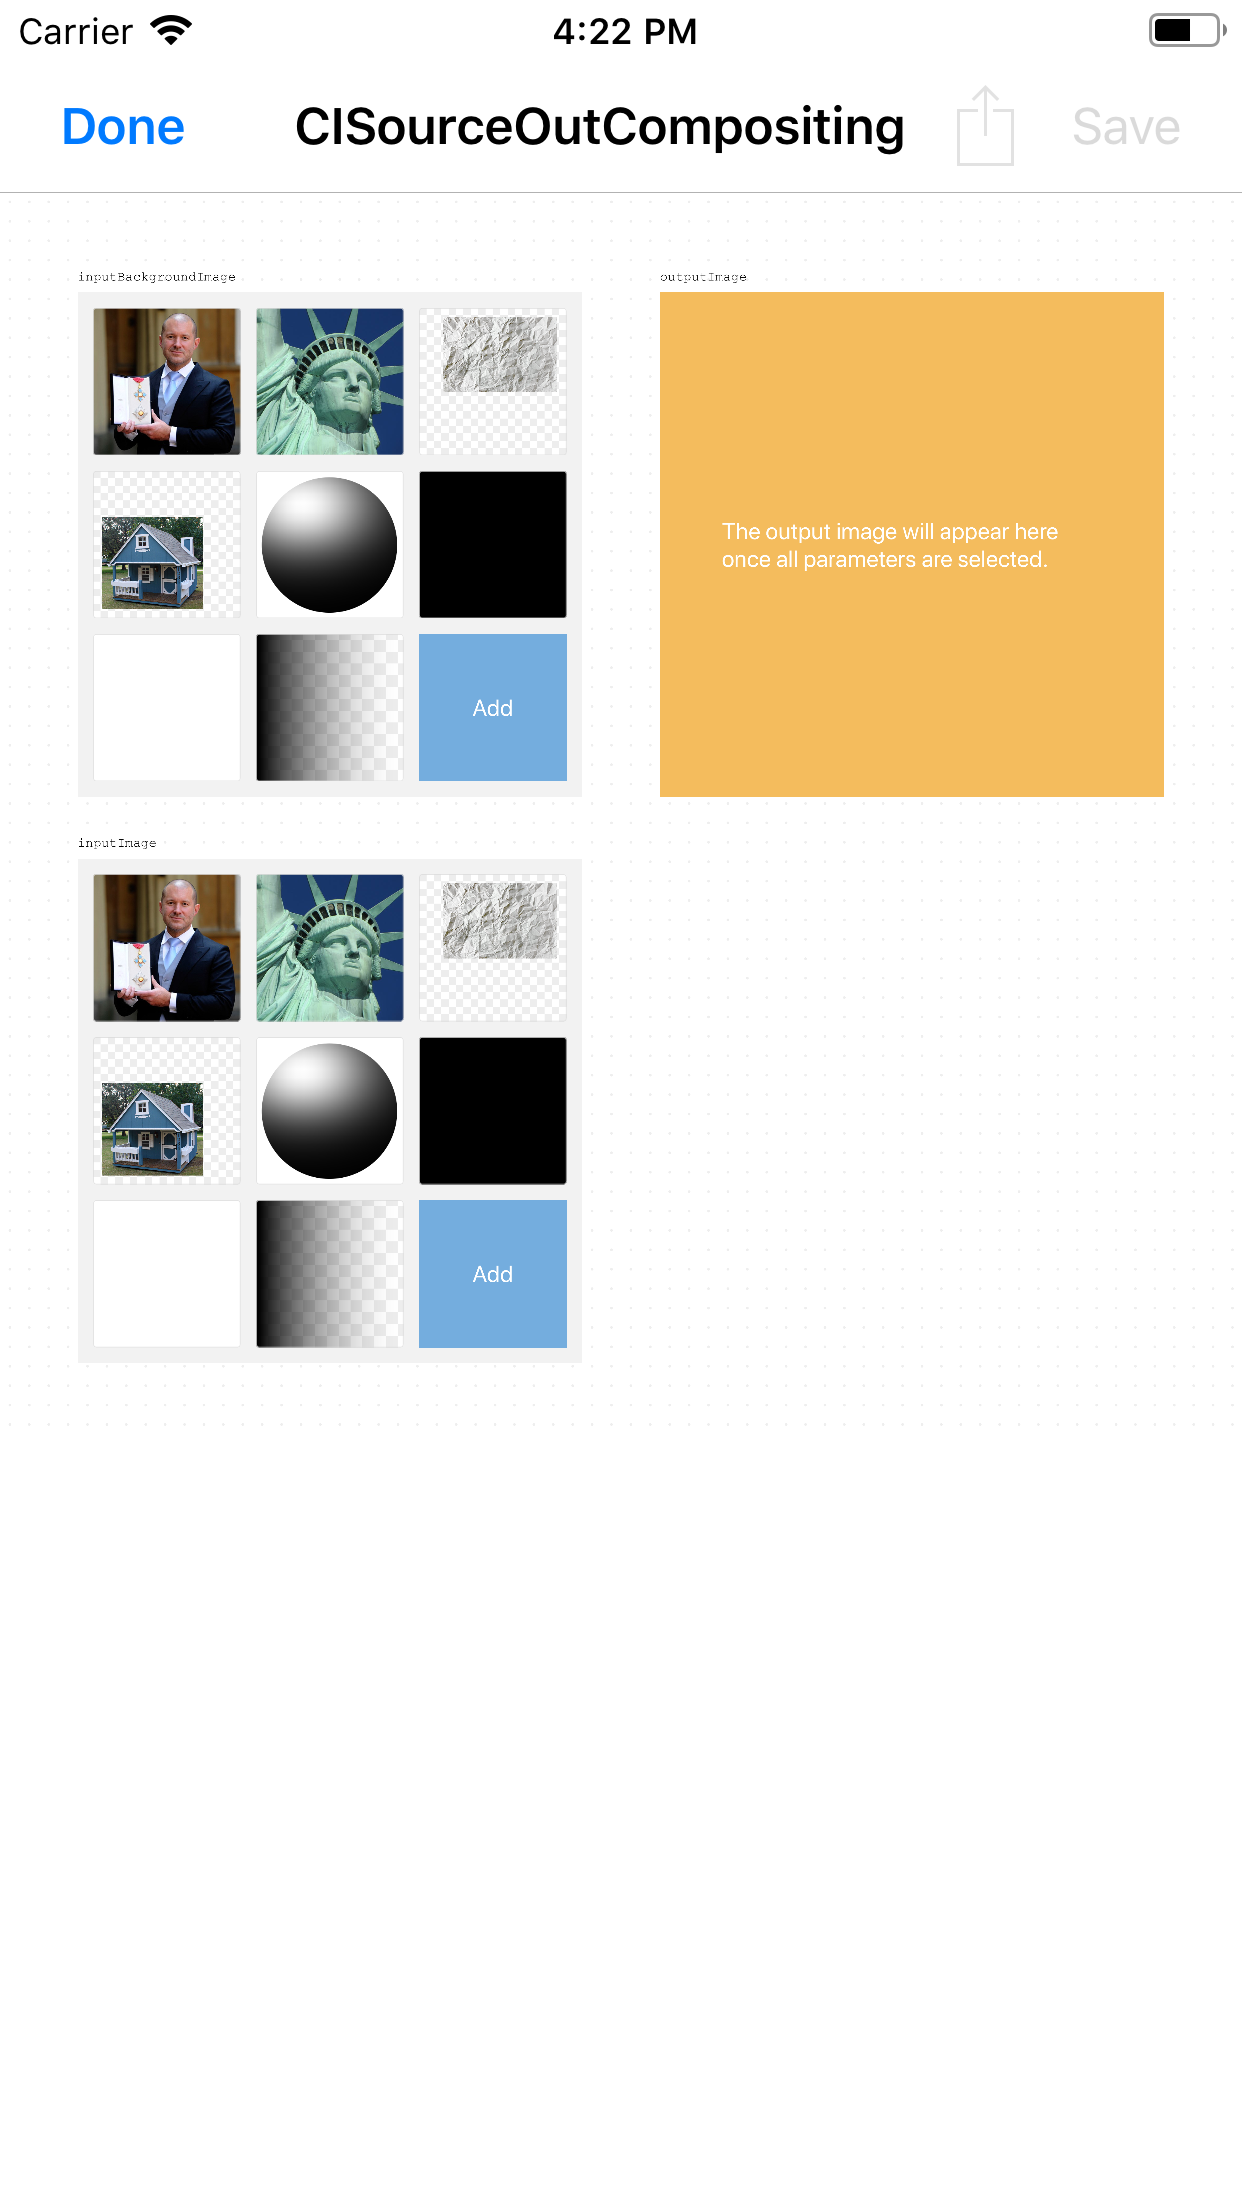 Carrier 4:22 PM
Done CISourceOutCompositing Save
inputBackgroundImage
outputImage
Add
The output image will appear here
once all parameters are selected.
inputImage
Add